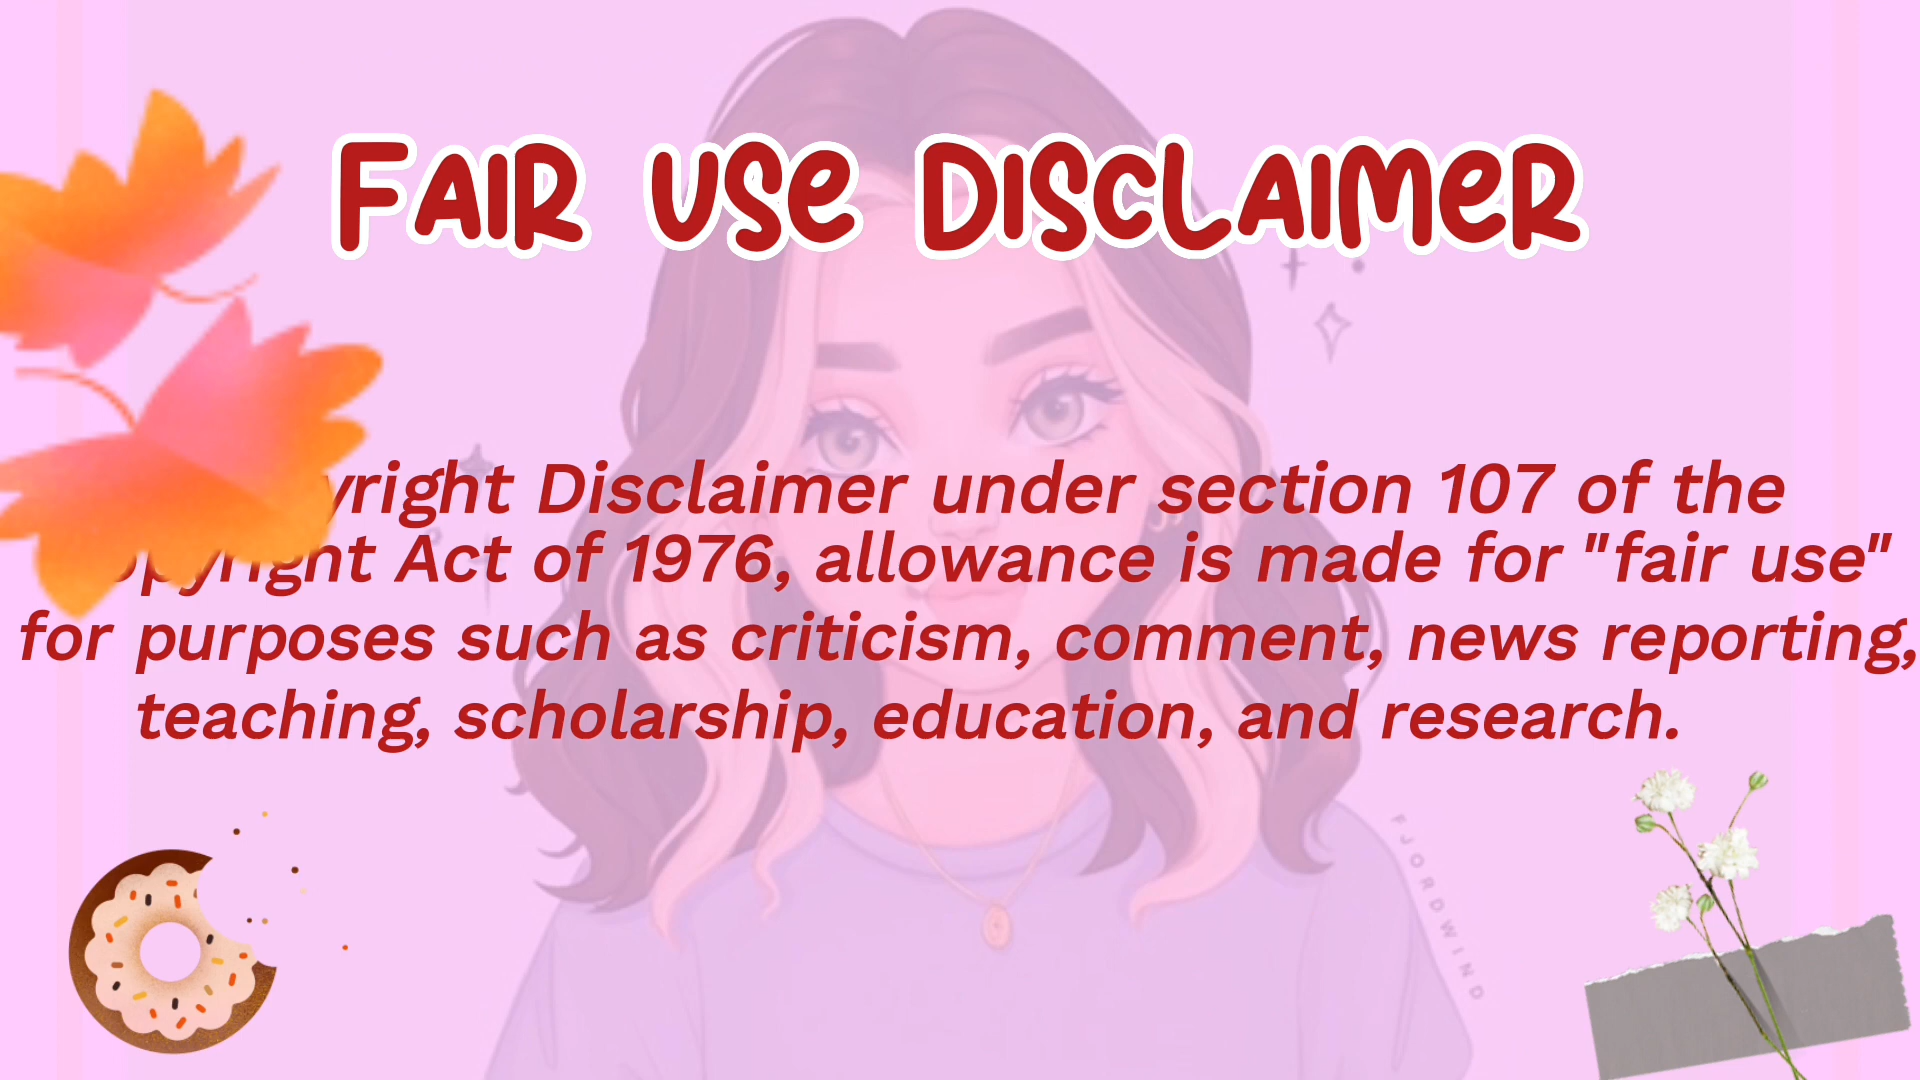 FAIR USE DISCLAIMER
yright Disclaimer under section 107 of the
opyright Act of 1976, allowance is made for "fair use"
for purposes such as criticism, comment, news reporting,
teaching, scholarship, education, and research.
FJORDWIND